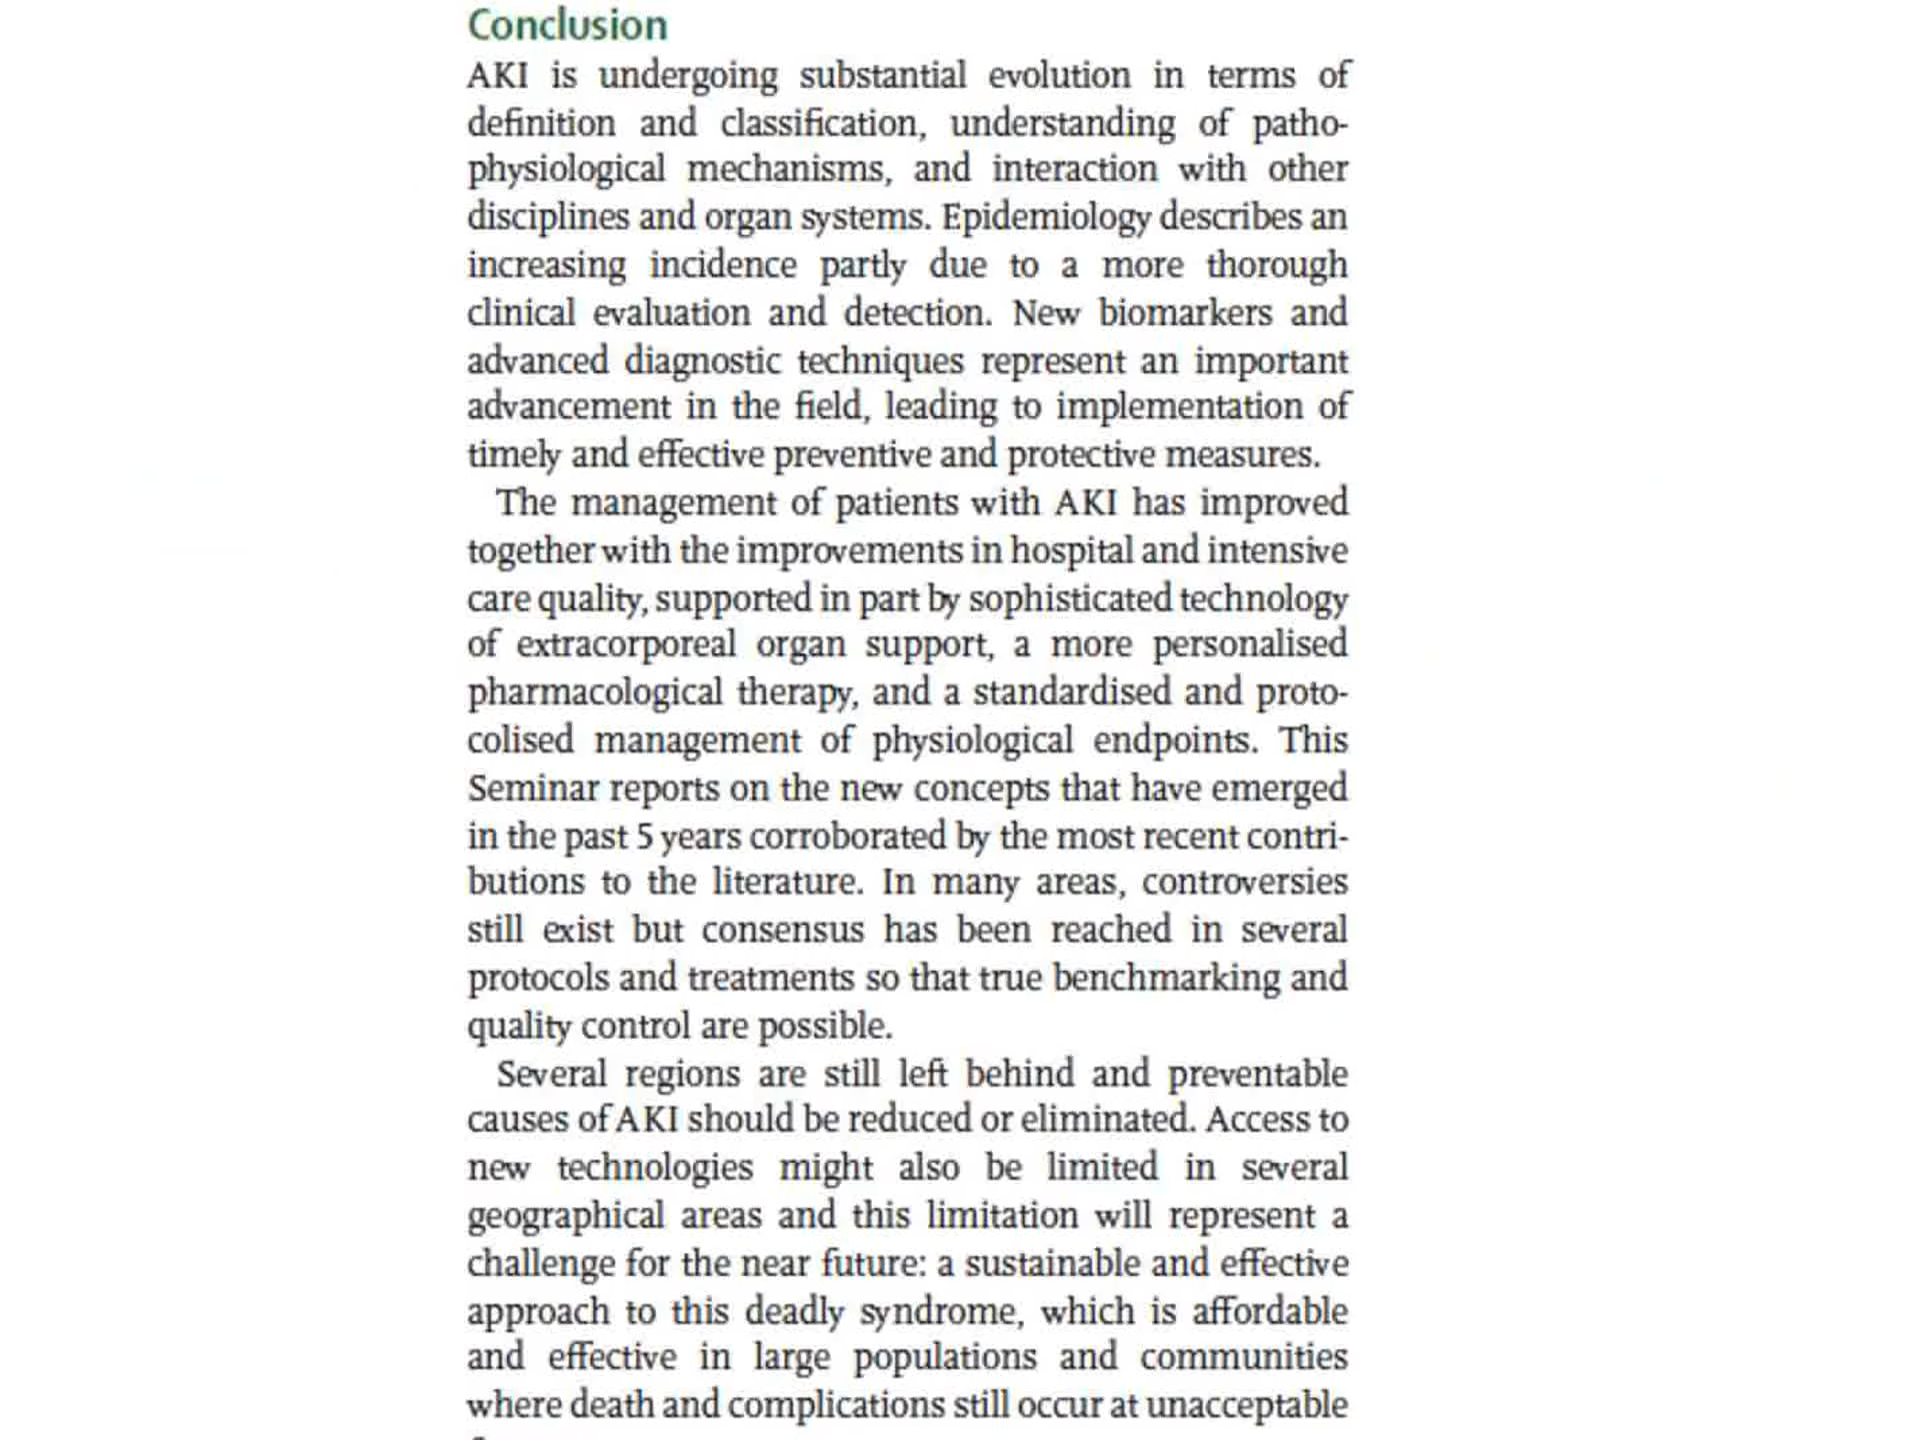 Conclusion
AKI is undergoing substantial evolution in terms of
definition and classification, understanding of patho-
physiological mechanisms, and interaction with other
disciplines and organ systems. Epidemiology describes an
increasing incidence partly due to a more thorough
clinical evaluation and detection. New biomarkers and
advanced diagnostic techniques represent an important
advancement in the field, leading to implementation of
timely and effective preventive and protective measures.
The management of patients with AKI has improved
together with the improvements in hospital and intensive
care quality, supported in part by sophisticated technology
of extracorporeal organ support, a more personalised
pharmacological therapy, and a standardised and proto-
colised management of physiological endpoints. This
Seminar reports on the new concepts that have emerged
in the past 5 years corroborated by the most recent contri-
butions to the literature. In many areas, controversies
still exist but consensus has been reached in several
protocols and treatments so that true benchmarking and
quality control are possible.
Several regions are still left behind and preventable
causes of AKI should be reduced or eliminated. Access to
new technologies might also be limited in several
geographical areas and this limitation will represent a
challenge for the near future: a sustainable and effective
approach to this deadly syndrome, which is affordable
and effective in large populations and communities
where death and complications still occur at unacceptable